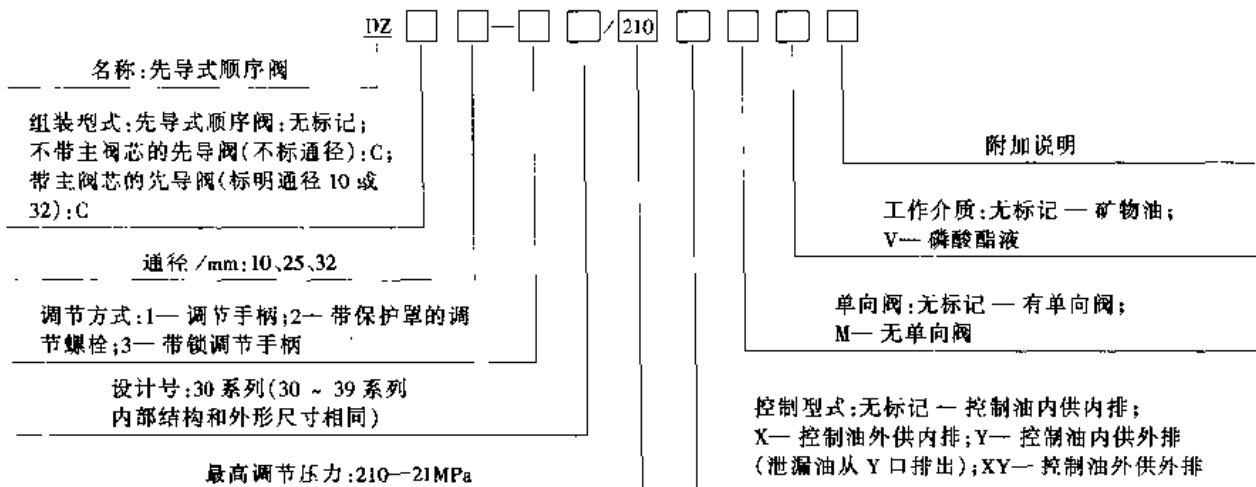 DZ □ □—□ □/210 □ □ □ □
名称:先导式顺序阀
组装型式:先导式顺序阀:无标记;
不带主阀芯的先导阀(不标通径):C;
带主阀芯的先导阀(标明通径 10 或
32):C
通径/mm:10、25、32
调节方式:1— 调节手柄;2— 带保护罩的调
节螺栓;3— 带锁调节手柄
设计号:30 系列(30 ~ 39 系列
内部结构和外形尺寸相同)
最高调节压力:210—21MPa
附加说明
工作介质:无标记 — 矿物油;
V— 磷酸酯液
单向阀:无标记 — 有单向阀;
M— 无单向阀
控制型式:无标记 — 控制油内供内排;
X— 控制油外供内排;Y— 控制油内供外排
(泄漏油从 Y 口排出);XY— 控制油外供外排